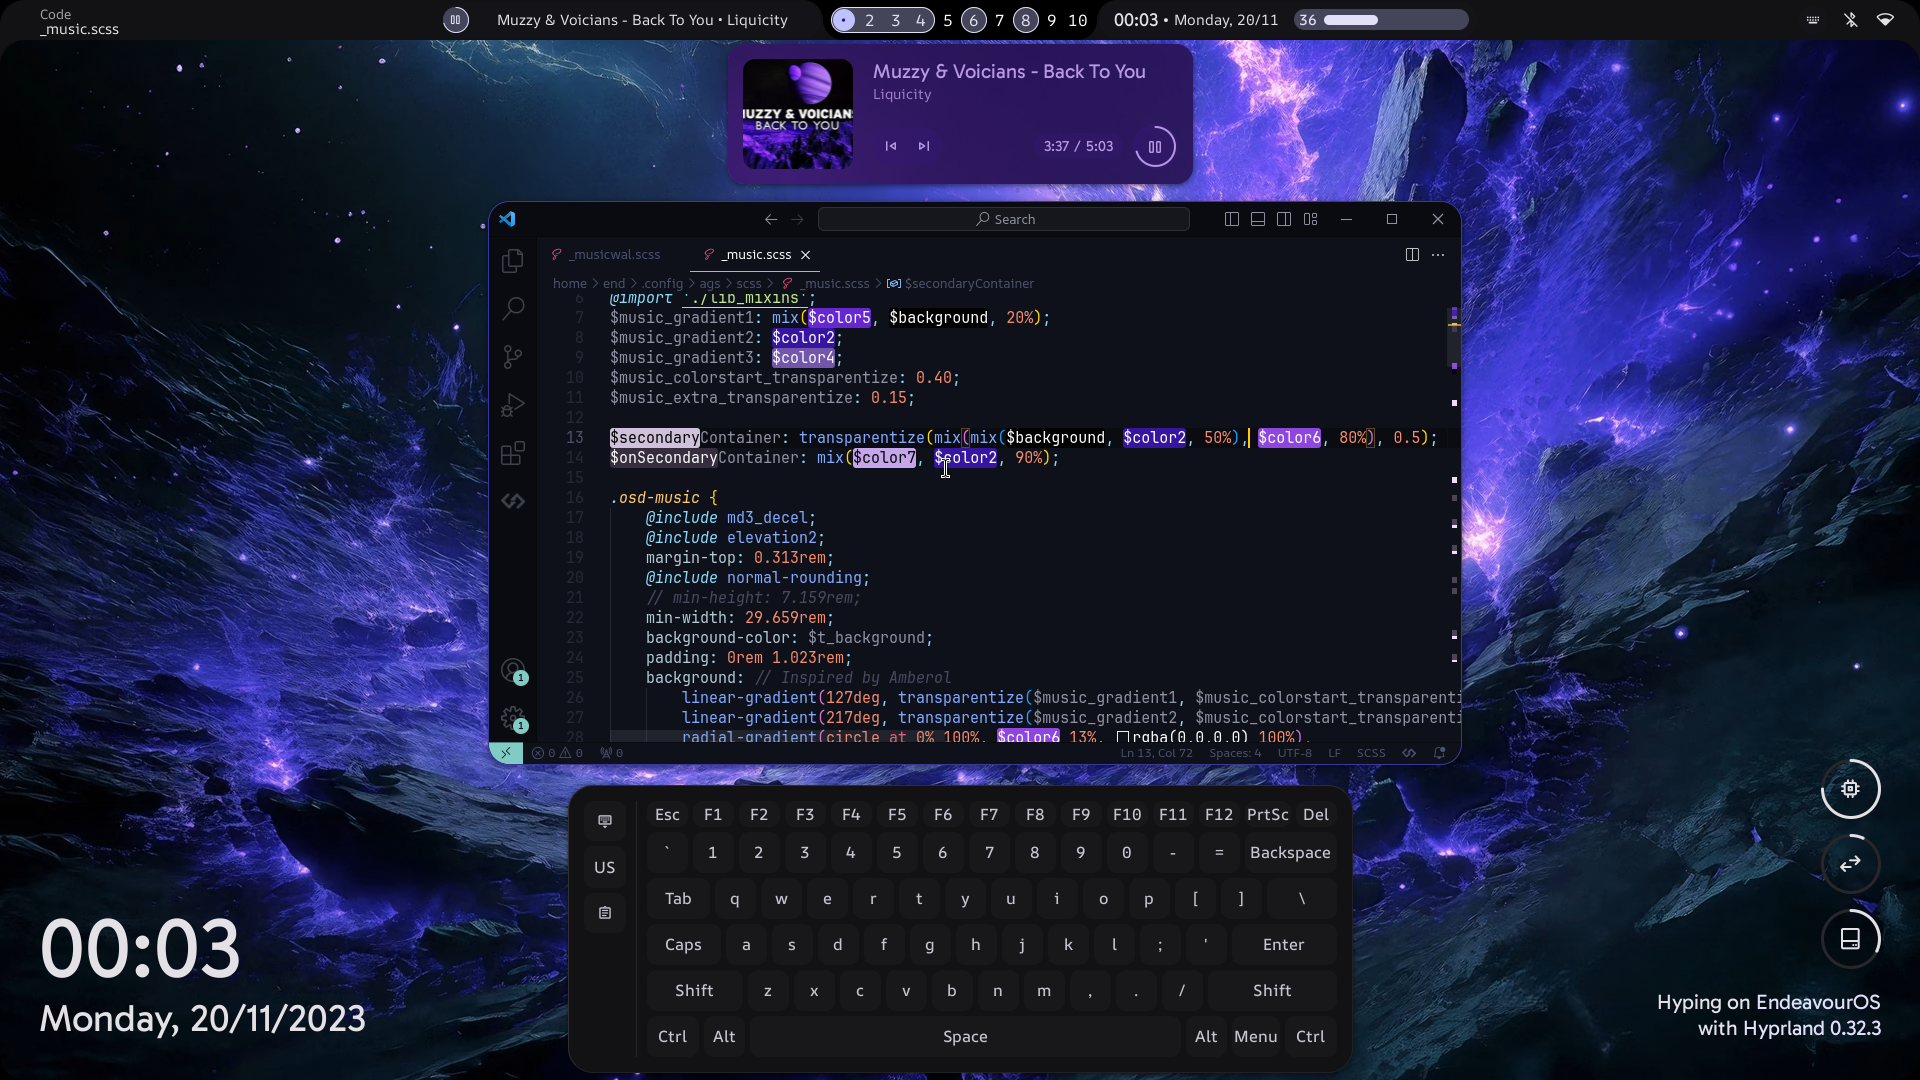 Code
_music.scss
Muzzy & Voicians - Back To You • Liquicity
2 3 4 5 6 7 8 9 10
00:03 • Monday, 20/11
36
MUZZY & VOICIANS
BACK TO YOU
Muzzy & Voicians - Back To You
Liquicity
3:37 / 5:03
Search
_musicwal.scss
_music.scss
home > end > .config > ags > scss > _music.scss > $secondaryContainer
6 @import './lib_mixins';
7 $music_gradient1: mix($color5, $background, 20%);
8 $music_gradient2: $color2;
9 $music_gradient3: $color4;
10 $music_colorstart_transparentize: 0.40;
11 $music_extra_transparentize: 0.15;
12
13 $secondaryContainer: transparentize(mix(mix($background, $color2, 50%), $color6, 80%), 0.5);
14 $onSecondaryContainer: mix($color7, $color2, 90%);
15
16 .osd-music {
17 @include md3_decel;
18 @include elevation2;
19 margin-top: 0.313rem;
20 @include normal-rounding;
21 // min-height: 7.159rem;
22 min-width: 29.659rem;
23 background-color: $t_background;
24 padding: 0rem 1.023rem;
25 background: // Inspired by Amberol
26 linear-gradient(127deg, transparentize($music_gradient1, $music_colorstart_transparenti
27 linear-gradient(217deg, transparentize($music_gradient2, $music_colorstart_transparenti
28 radial-gradient(circle at 0% 100%, $color6 13%, rgba(0,0,0,0) 100%),
1
1
0 0 0
Ln 13, Col 72 Spaces: 4 UTF-8 LF SCSS
Esc F1 F2 F3 F4 F5 F6 F7 F8 F9 F10 F11 F12 PrtSc Del
` 1 2 3 4 5 6 7 8 9 0 - = Backspace
US
Tab q w e r t y u i o p [ ] \
Caps a s d f g h j k l ; ' Enter
Shift z x c v b n m , . / Shift
Ctrl Alt Space Alt Menu Ctrl
00:03
Monday, 20/11/2023
Hyping on EndeavourOS
with Hyprland 0.32.3